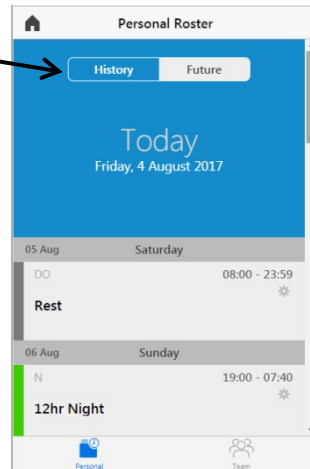 Personal Roster
History Future
Today
Friday, 4 August 2017
05 Aug Saturday
DO 08:00 - 23:59
Rest
06 Aug Sunday
N 19:00 - 07:40
12hr Night
Personal Team